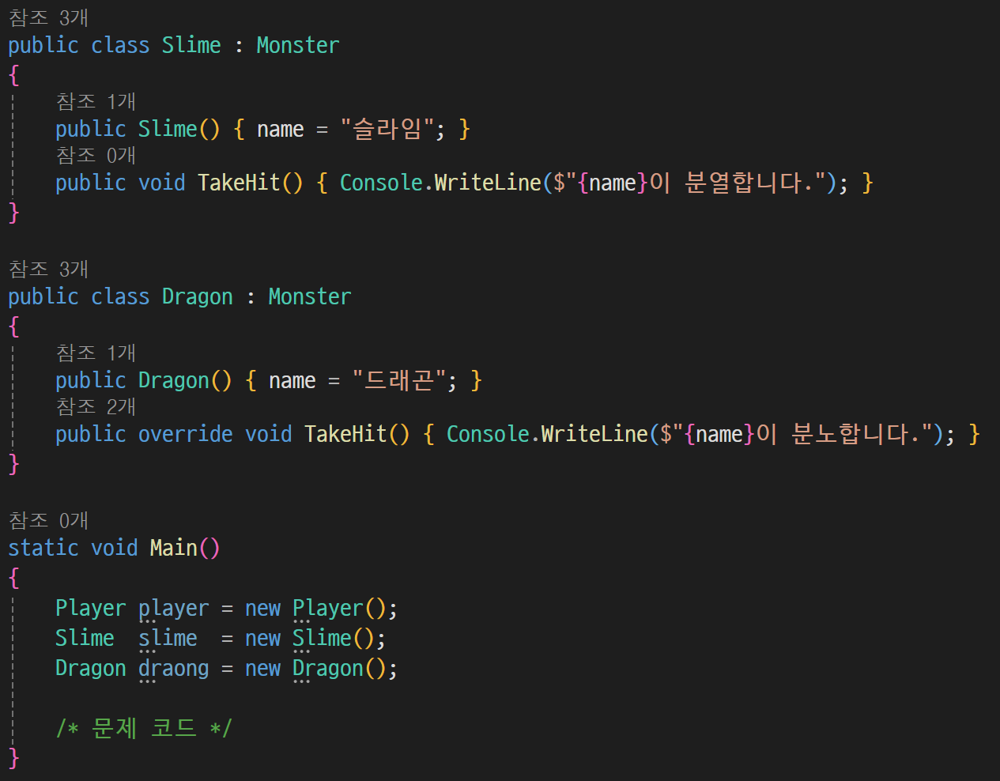 참조 3개
public class Slime : Monster
{
참조 1개
public Slime() { name = "슬라임"; }
참조 0개
public void TakeHit() { Console.WriteLine($"{name}이 분열합니다."); }
}
참조 3개
public class Dragon : Monster
{
참조 1개
public Dragon() { name = "드래곤"; }
참조 2개
public override void TakeHit() { Console.WriteLine($"{name}이 분노합니다."); }
}
참조 0개
static void Main()
{
Player player = new Player();
Slime  slime  = new Slime();
Dragon draong = new Dragon();
/* 문제 코드 */
}